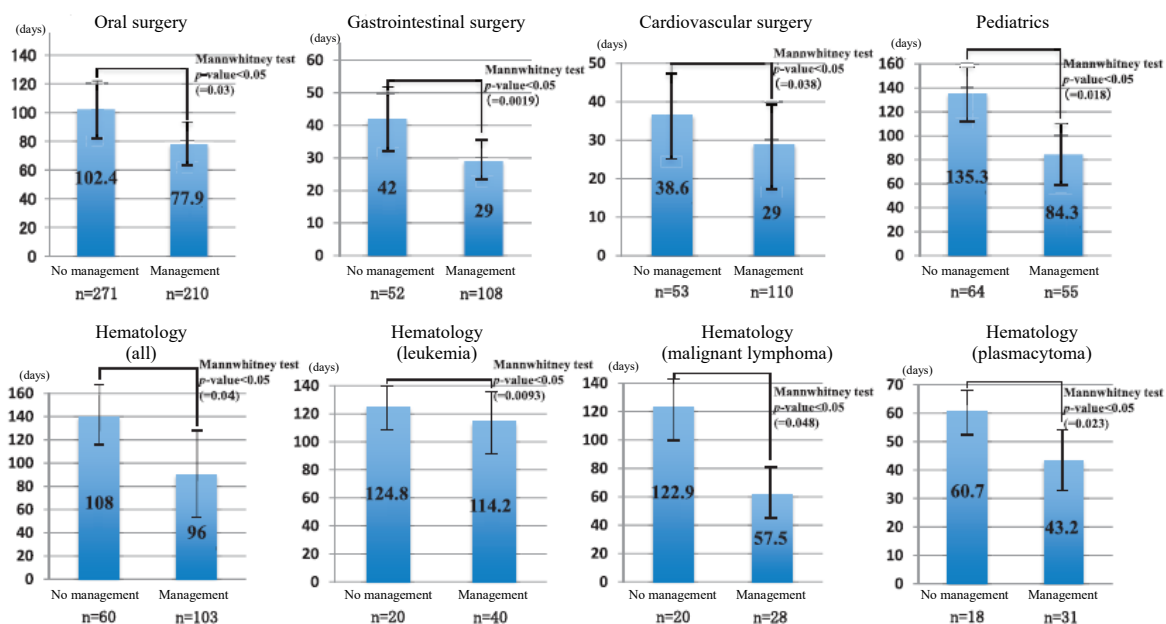 Oral surgery
(days)
Mannwhitney test
p-value<0.05
(=0.03)
140
120
100
80
60
40
20
0
102.4
77.9
No management Management
n=271 n=210
Gastrointestinal surgery
(days)
Mannwhitney test
p-value<0.05
(=0.0019)
60
50
40
30
20
10
0
42
29
No management Management
n=52 n=108
Cardiovascular surgery
(days)
Mannwhitney test
p-value<0.05
(=0.038)
50
40
30
20
10
0
38.6
29
No management Management
n=53 n=110
Pediatrics
(days)
Mannwhitney test
p-value<0.05
(=0.018)
160
140
120
100
80
60
40
20
0
135.3
84.3
No management Management
n=64 n=55
Hematology
(all)
(days)
Mannwhitney test
p-value<0.05
(=0.04)
160
140
120
100
80
60
40
20
0
108
96
No management Management
n=60 n=103
Hematology
(leukemia)
(days)
Mannwhitney test
p-value<0.05
(=0.0093)
140
120
100
80
60
40
20
0
124.8
114.2
No management Management
n=20 n=40
Hematology
(malignant lymphoma)
(days)
Mannwhitney test
p-value<0.05
(=0.048)
140
120
100
80
60
40
20
0
122.9
57.5
No management Management
n=20 n=28
Hematology
(plasmacytoma)
(days)
Mannwhitney test
p-value<0.05
(=0.023)
70
60
50
40
30
20
10
0
60.7
43.2
No management Management
n=18 n=31